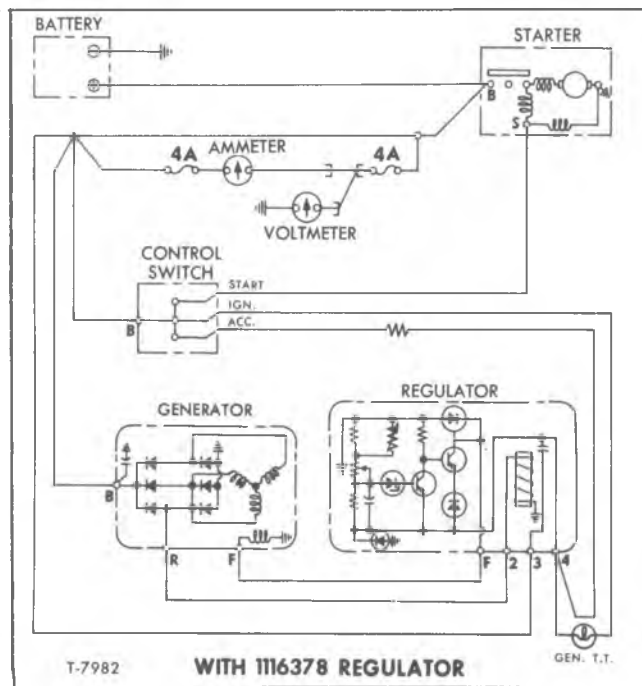 BATTERY
STARTER
B
S
4A
AMMETER
4A
VOLTMETER
CONTROL
SWITCH
START
IGN.
ACC.
B
GENERATOR
REGULATOR
B
R
F
F
2
3
4
GEN. T.T.
T-7982
WITH 1116378 REGULATOR